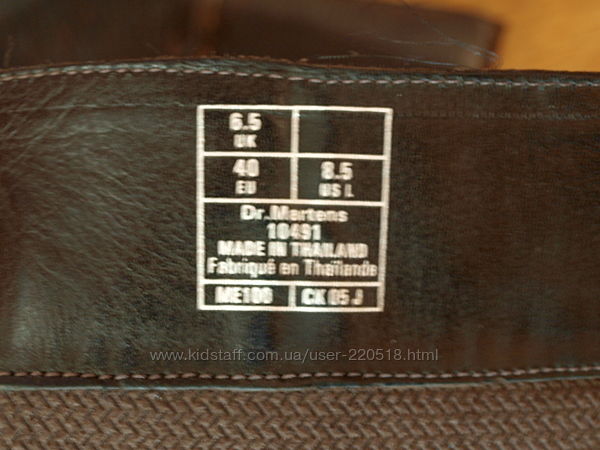 6.5
UK
40
EU
8.5
US L
Dr.Martens
10491
MADE IN THAILAND
Fabriqué en Thaïlande
ME100
CK 05 J
www.kidstaff.com.ua/user-220518.html